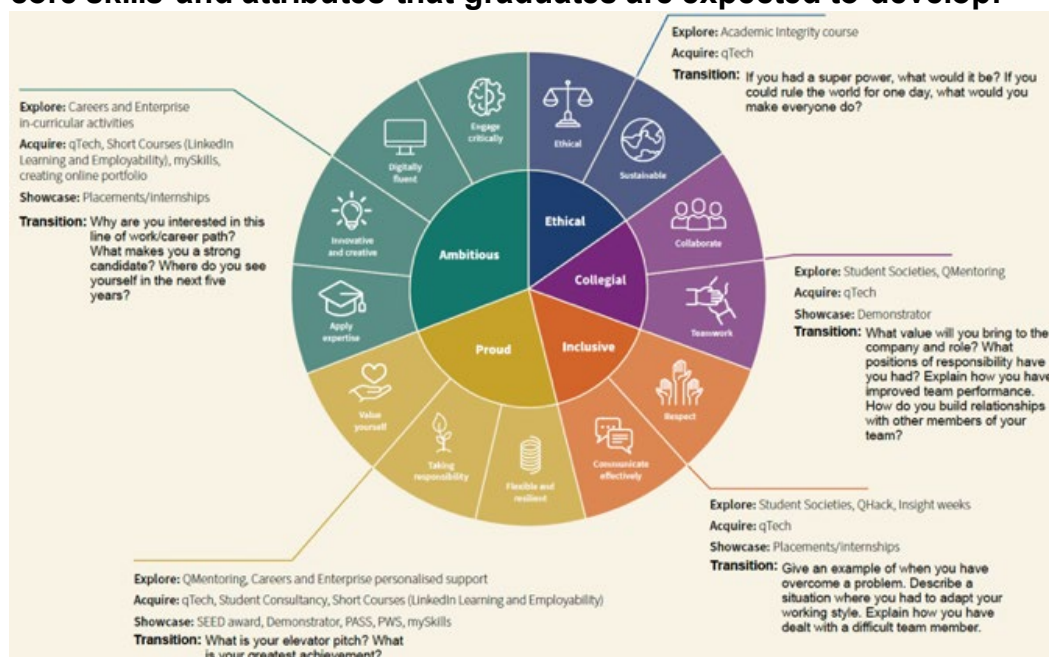 core skills and attributes that graduates are expected to develop.
Explore: Academic Integrity course
Acquire: qTech
Transition: If you had a super power, what would it be? If you
could rule the world for one day, what would you
make everyone do?
Explore: Careers and Enterprise
in-curricular activities
Acquire: qTech, Short Courses (LinkedIn
Learning and Employability), mySkills,
creating online portfolio
Showcase: Placements/internships
Transition: Why are you interested in this
line of work/career path?
What makes you a strong
candidate? Where do you see
yourself in the next five
years?
Engage
critically
Ethical
Digitally
fluent
Sustainable
Innovative
and creative
Collaborate
Apply
expertise
Teamwork
Ambitious
Ethical
Collegial
Proud
Inclusive
Value
yourself
Respect
Taking
responsibility
Flexible and
resilient
Communicate
effectively
Explore: Student Societies, QMentoring
Acquire: qTech
Showcase: Demonstrator
Transition: What value will you bring to the
company and role? What
positions of responsibility have
you had? Explain how you have
improved team performance.
How do you build relationships
with other members of your
team?
Explore: Student Societies, QHack, Insight weeks
Acquire: qTech
Showcase: Placements/internships
Transition: Give an example of when you have
overcome a problem. Describe a
situation where you had to adapt your
working style. Explain how you have
dealt with a difficult team member.
Explore: QMentoring, Careers and Enterprise personalised support
Acquire: qTech, Student Consultancy, Short Courses (LinkedIn Learning and Employability)
Showcase: SEED award, Demonstrator, PASS, PWS, mySkills
Transition: What is your elevator pitch? What
is your greatest achievement?